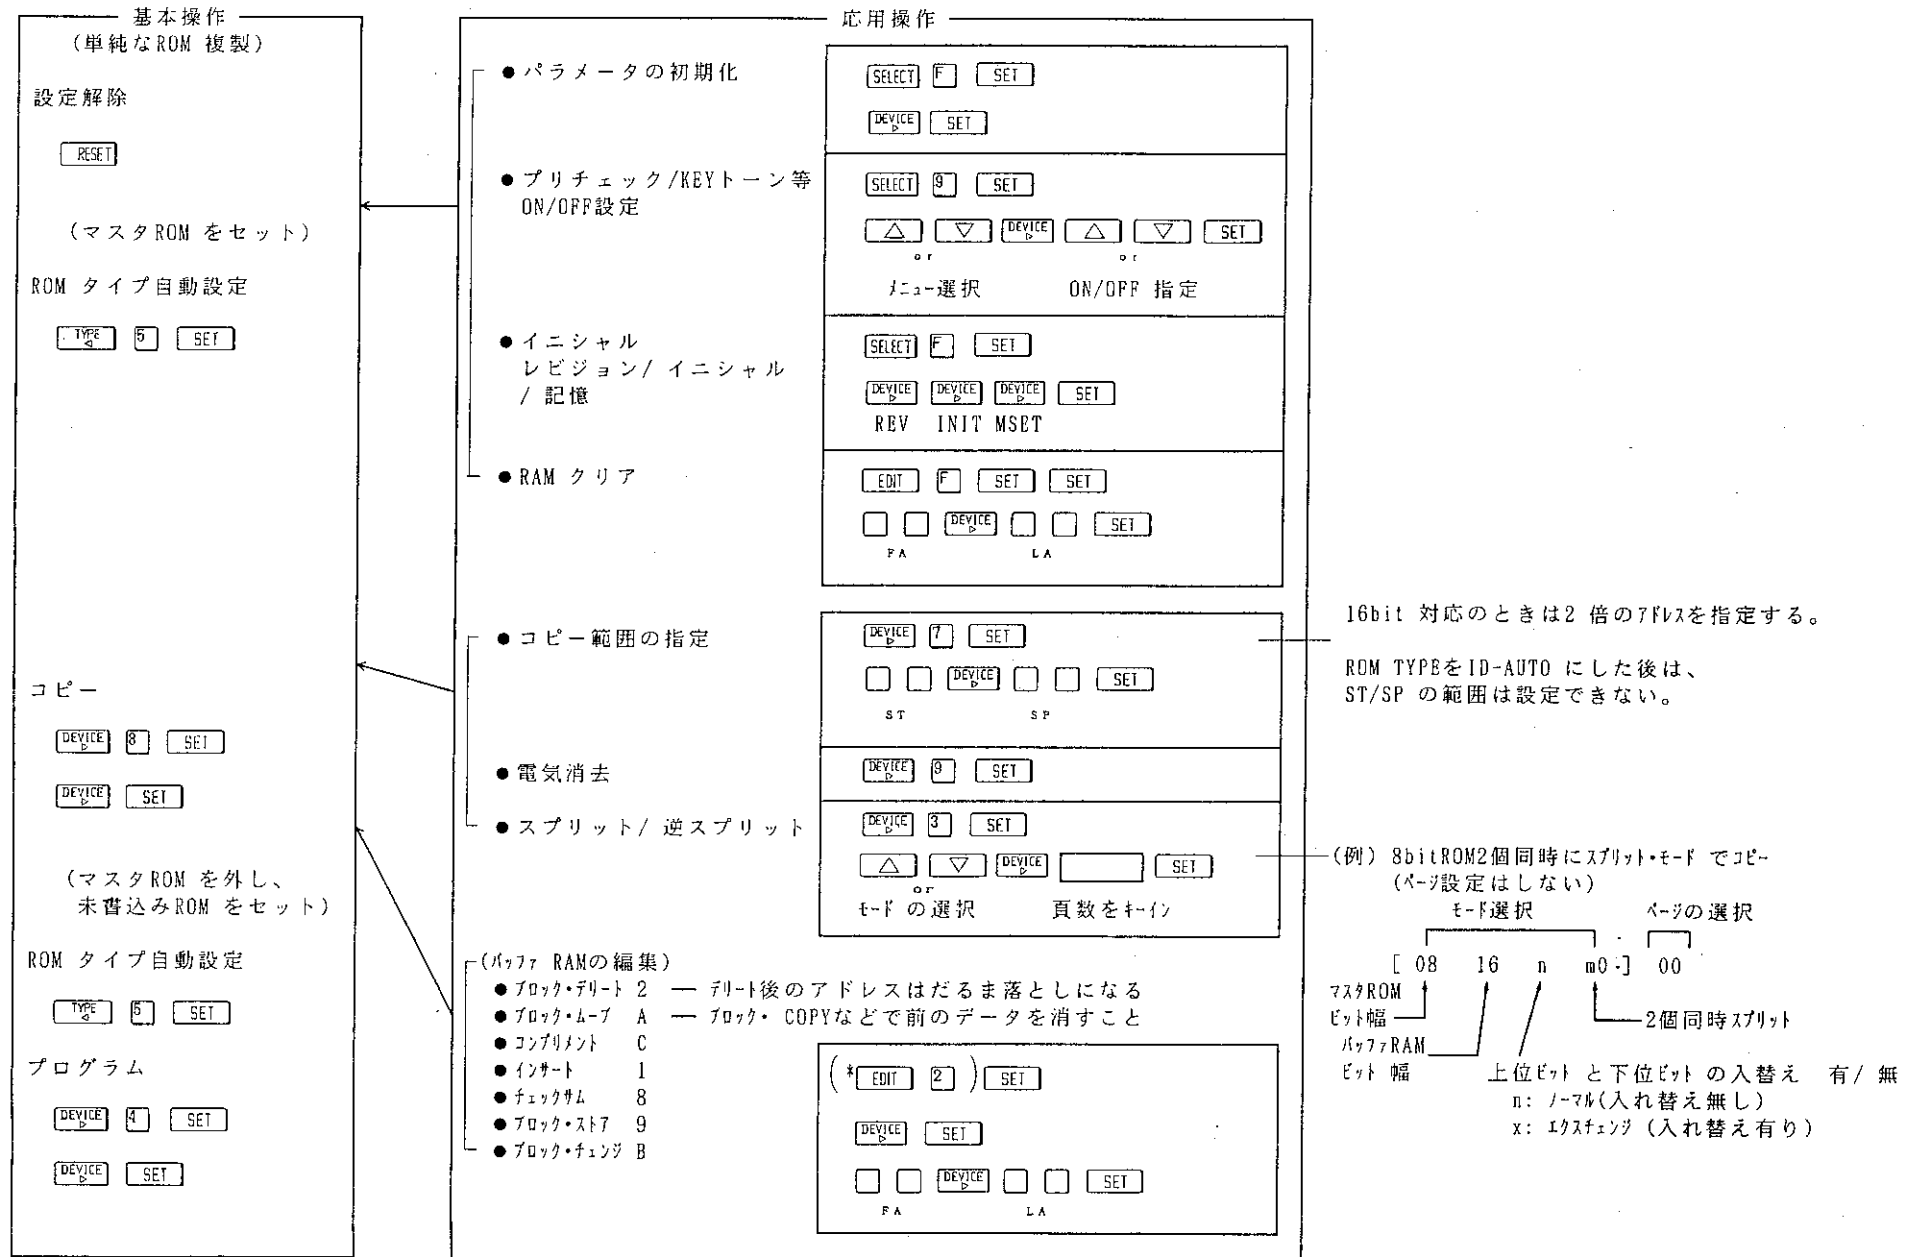 基本操作
(単純なROM 複製)
設定解除
RESET
(マスタROM をセット)
ROM タイプ自動設定
TYPE 5 SET
コピー
DEVICE 8 SET
DEVICE SET
(マスタROM を外し、
未書込みROM をセット)
ROM タイプ自動設定
TYPE 5 SET
プログラム
DEVICE 4 SET
DEVICE SET
応用操作
●パラメータの初期化
SELECT F SET
DEVICE SET
●プリチェック/KEYトーン等
ON/OFF設定
SELECT 9 SET
△ ▽ DEVICE △ ▽ SET
or or
メニュー選択 ON/OFF 指定
●イニシャル
レビジョン/ イニシャル
/ 記憶
SELECT F SET
DEVICE DEVICE DEVICE SET
REV INIT MSET
●RAM クリア
EDIT F SET SET
DEVICE SET
FA LA
●コピー範囲の指定
DEVICE 7 SET
DEVICE SET
ST SP
16bit 対応のときは2 倍のアドレスを指定する。
ROM TYPEをID-AUTO にした後は、
ST/SP の範囲は設定できない。
●電気消去
DEVICE 9 SET
●スプリット/ 逆スプリット
DEVICE 3 SET
△ ▽ DEVICE SET
or
モード の選択 頁数をキーイン
(例) 8bitROM2個同時にスプリット・モード でコピー
(ページ設定はしない)
モード選択 ページの選択
[ 08 16 n m0 ] 00
マスタROM
ビット幅
2個同時スプリット
バッファRAM
ビット 幅
上位ビット と下位ビット の入替え 有/ 無
n: ノーマル(入れ替え無し)
x: エクスチェンジ (入れ替え有り)
(バッファ RAMの編集)
●ブロック・デリート 2 ― デリート後のアドレスはだるま落としになる
●ブロック・ムーブ A ― ブロック・ COPYなどで前のデータを消すこと
●コンプリメント C
●インサート 1
●チェックサム 8
●ブロック・ストア 9
●ブロック・チェンジ B
(* EDIT 2 ) SET
DEVICE SET
DEVICE SET
FA LA